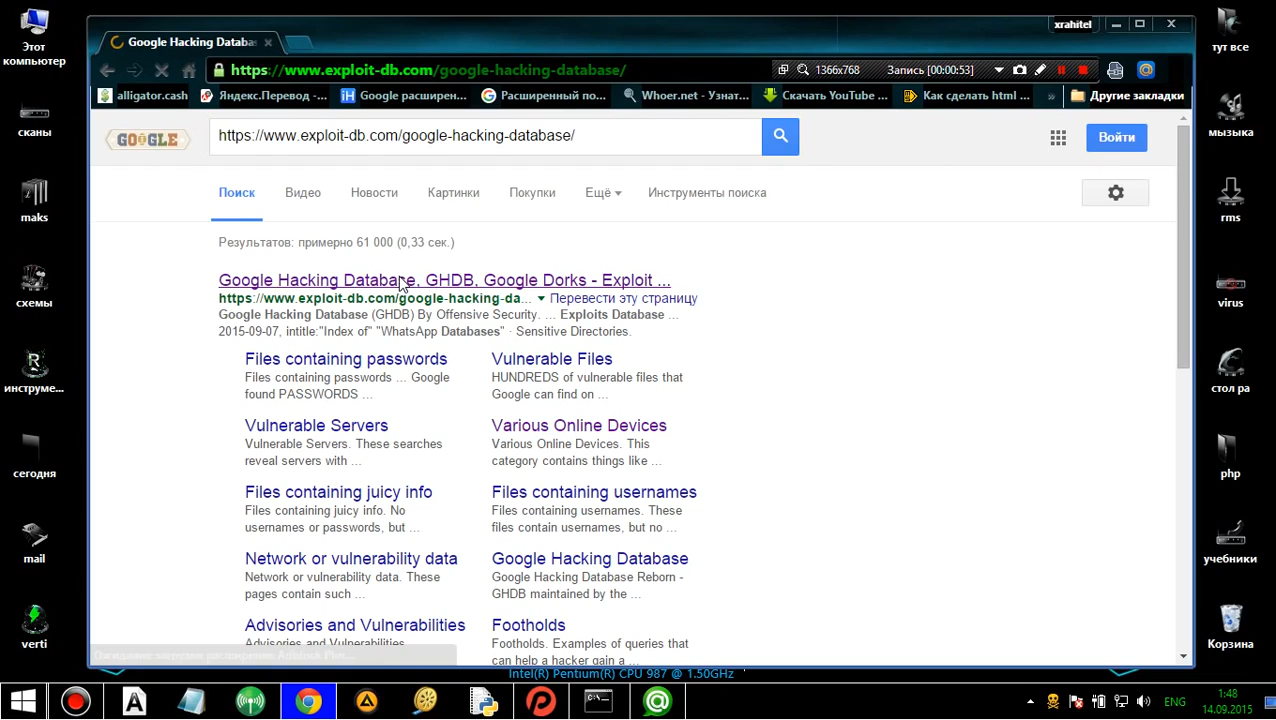 xrahitel
Google Hacking Databa
https://www.exploit-db.com/google-hacking-database/
1366x768
Запись [00:00:53]
alligator.cash
Яндекс.Перевод - ...
Google расширен...
Расширенный по...
Whoer.net - Узнат...
Скачать YouTube ...
Как сделать html ...
»
Другие закладки
GOOGLE
https://www.exploit-db.com/google-hacking-database/
Войти
Поиск
Видео
Новости
Картинки
Покупки
Ещё
Инструменты поиска
Результатов: примерно 61 000 (0,33 сек.)
Google Hacking Database, GHDB, Google Dorks - Exploit ...
https://www.exploit-db.com/google-hacking-da... Перевести эту страницу
Google Hacking Database (GHDB) By Offensive Security. ... Exploits Database ...
2015-09-07, intitle:"Index of" "WhatsApp Databases" · Sensitive Directories.
Files containing passwords
Files containing passwords ... Google
found PASSWORDS ...
Vulnerable Files
HUNDREDS of vulnerable files that
Google can find on ...
Vulnerable Servers
Vulnerable Servers. These searches
reveal servers with ...
Various Online Devices
Various Online Devices. This
category contains things like ...
Files containing juicy info
Files containing juicy info. No
usernames or passwords, but ...
Files containing usernames
Files containing usernames. These
files contain usernames, but no ...
Network or vulnerability data
Network or vulnerability data. These
pages contain such ...
Google Hacking Database
Google Hacking Database Reborn -
GHDB maintained by the ...
Advisories and Vulnerabilities
Advisories and Vulnerabilities.
Footholds
Footholds. Examples of queries that
can help a hacker gain a ...
Intel(R) Pentium(R) CPU 987 @ 1.50GHz
Этот
компьютер
сканы
maks
схемы
инструме...
сегодня
mail
verti
тут все
мызыка
rms
virus
стол ра
php
учебники
Корзина
ENG
1:48
14.09.2015